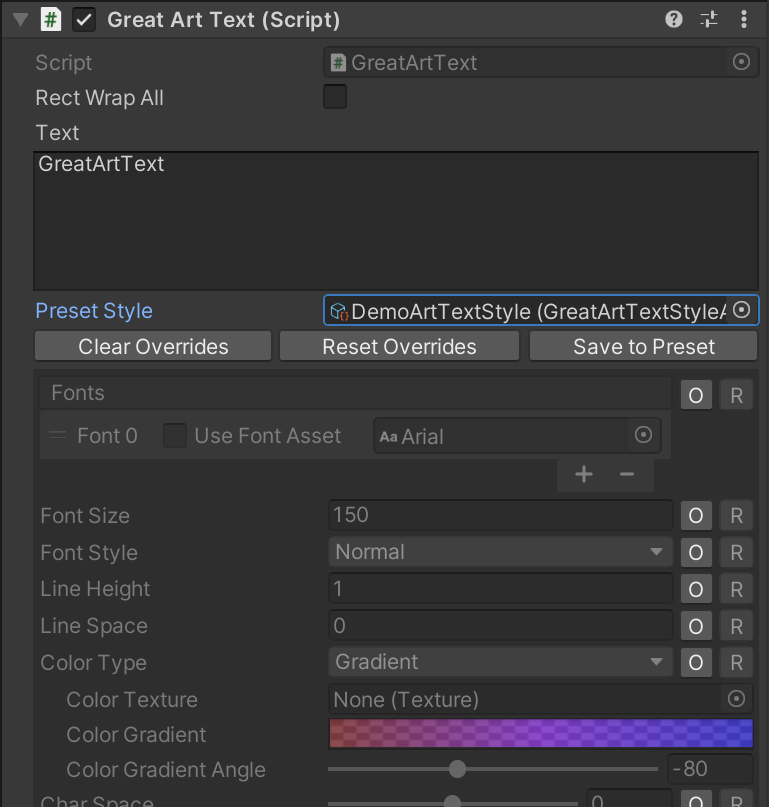 Great Art Text (Script)
Script GreatArtText
Rect Wrap All
Text
GreatArtText
Preset Style DemoArtTextStyle (GreatArtTextStyleA
Clear Overrides Reset Overrides Save to Preset
Fonts O R
Font 0 Use Font Asset Aa Arial
Font Size 150 O R
Font Style Normal O R
Line Height 1 O R
Line Space 0 O R
Color Type Gradient O R
Color Texture None (Texture)
Color Gradient
Color Gradient Angle -80
Char Space 0 O R